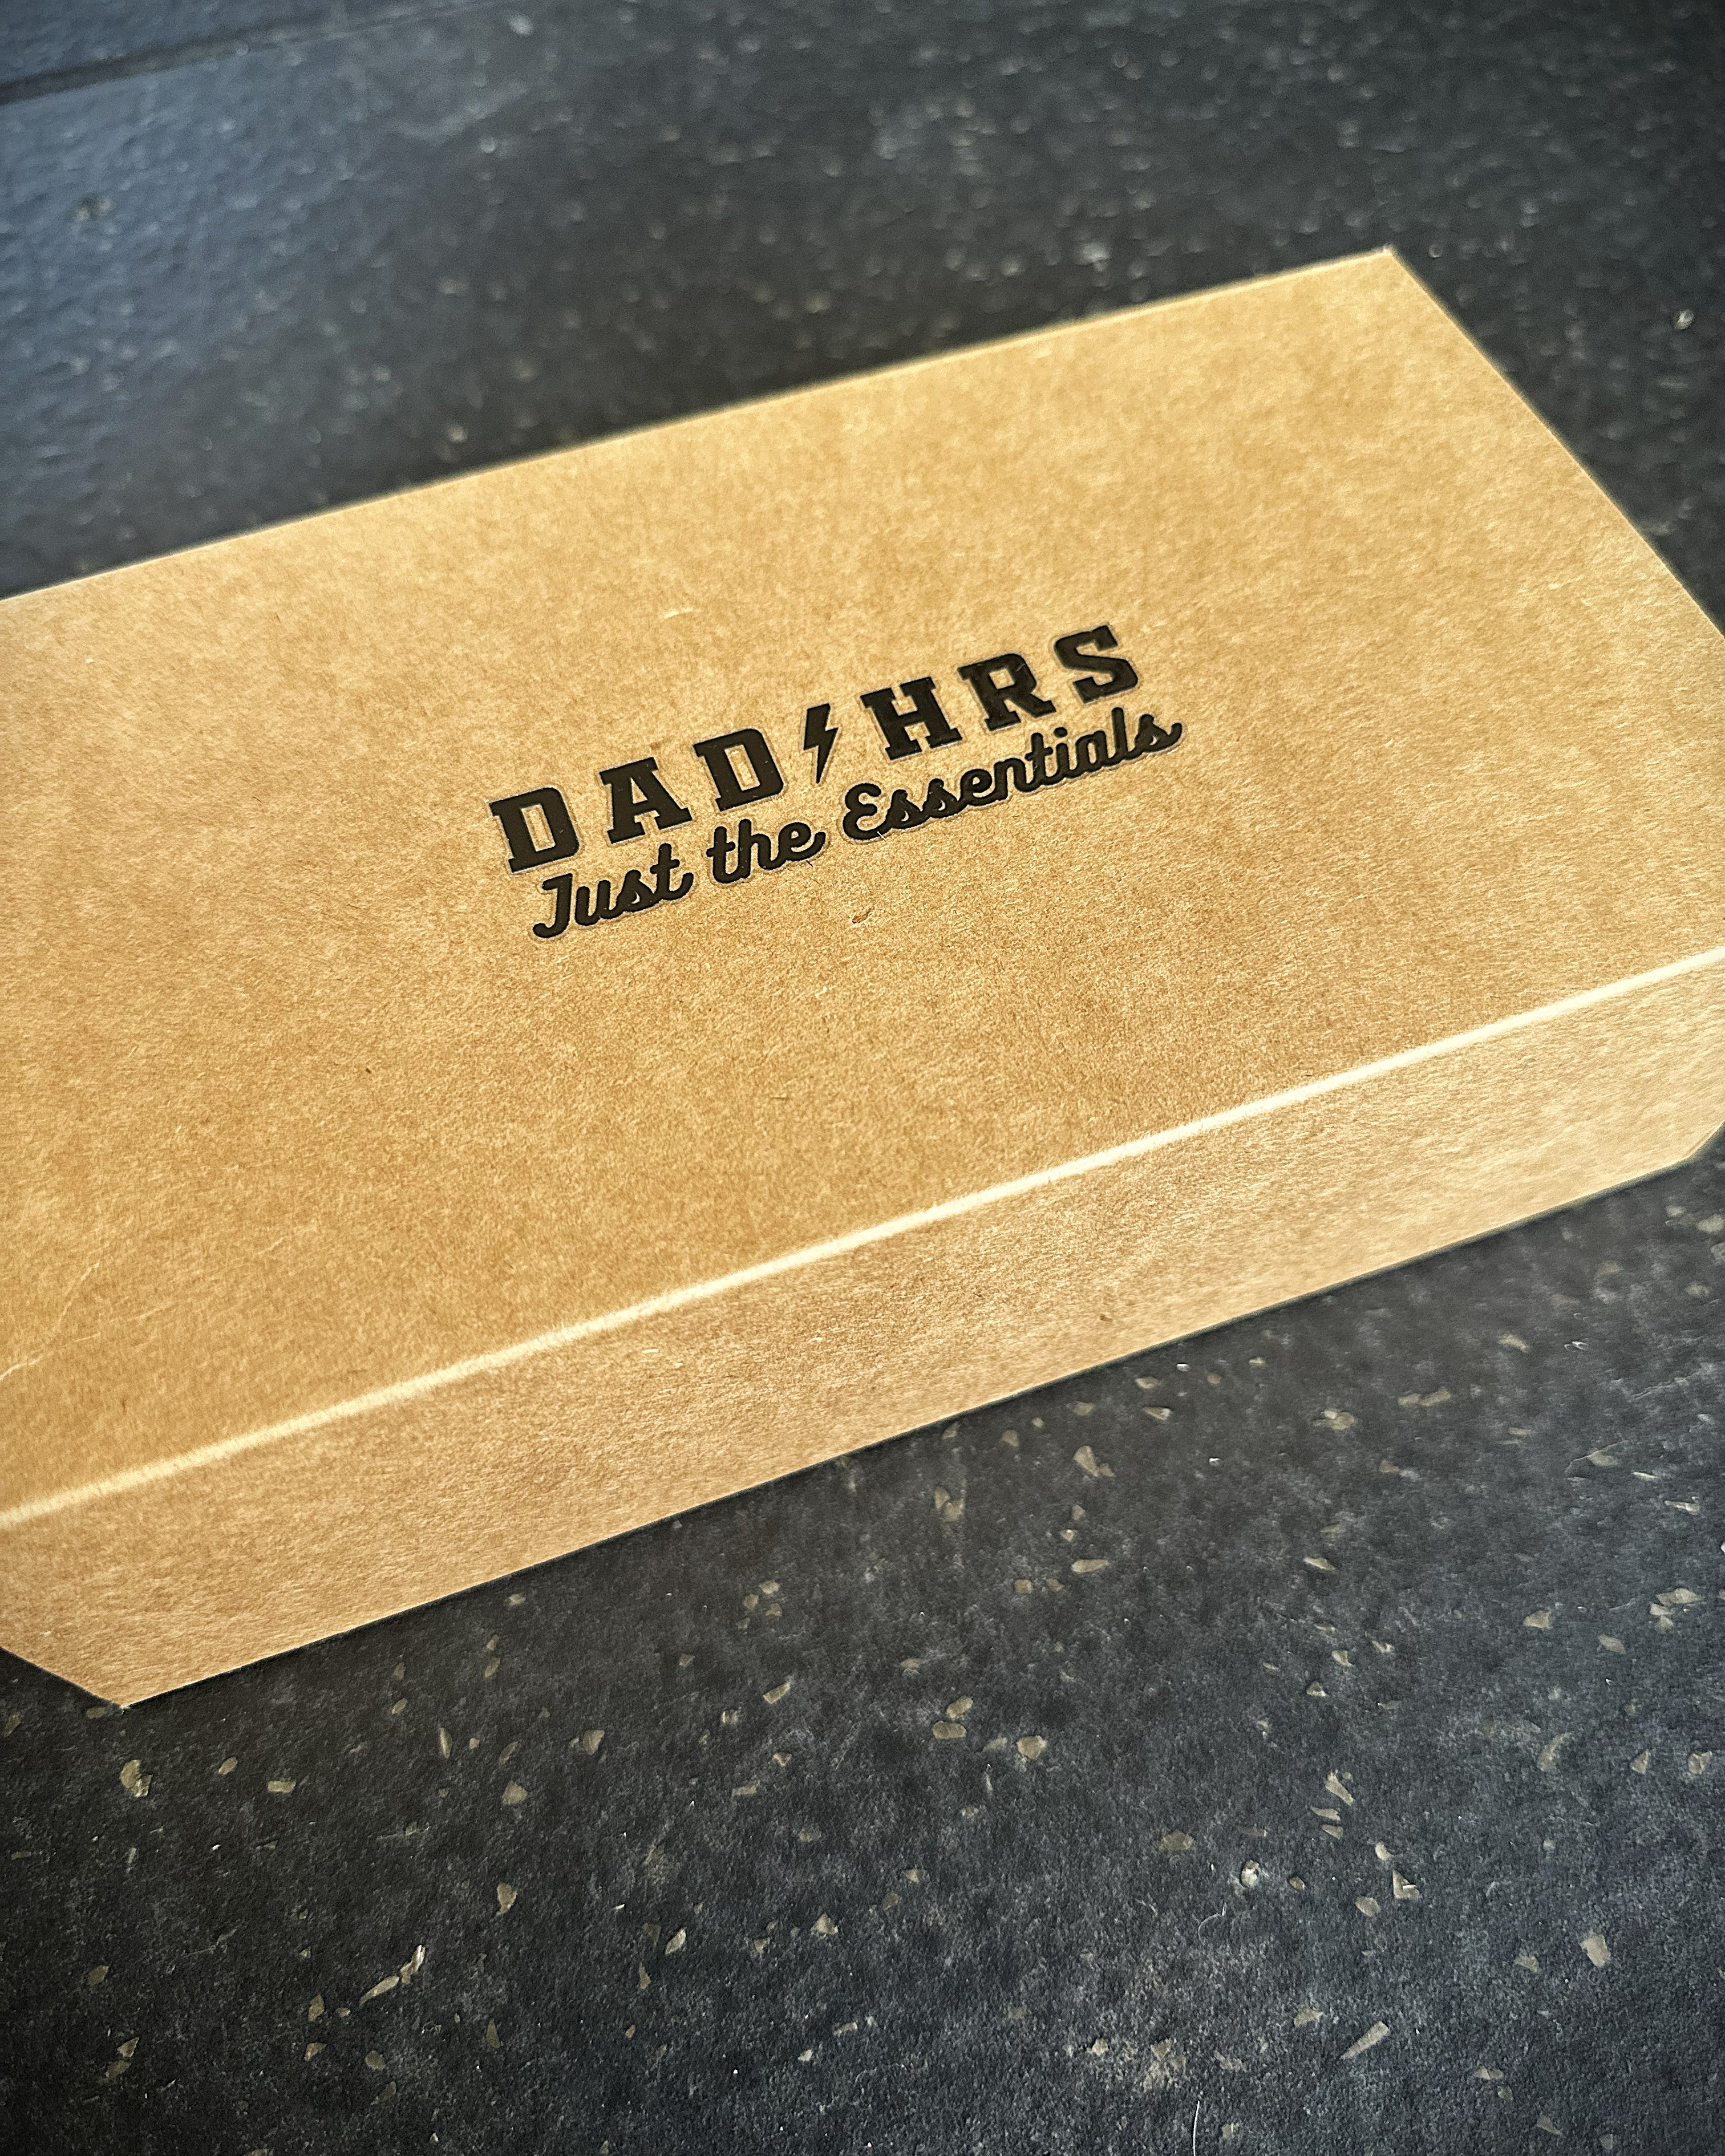 DAD⚡HRS
Just the Essentials